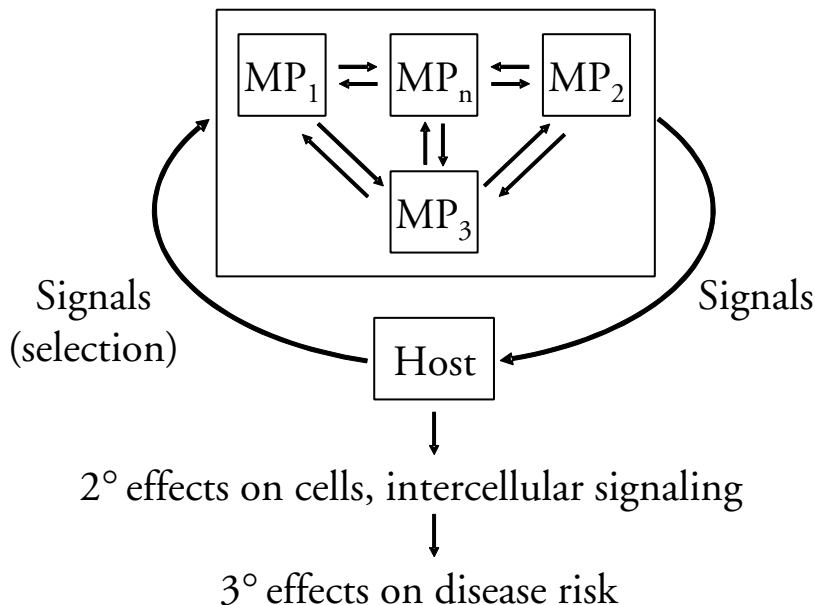 MP₁ MPₙ MP₂
MP₃
Signals
(selection)
Signals
Host
2° effects on cells, intercellular signaling
3° effects on disease risk